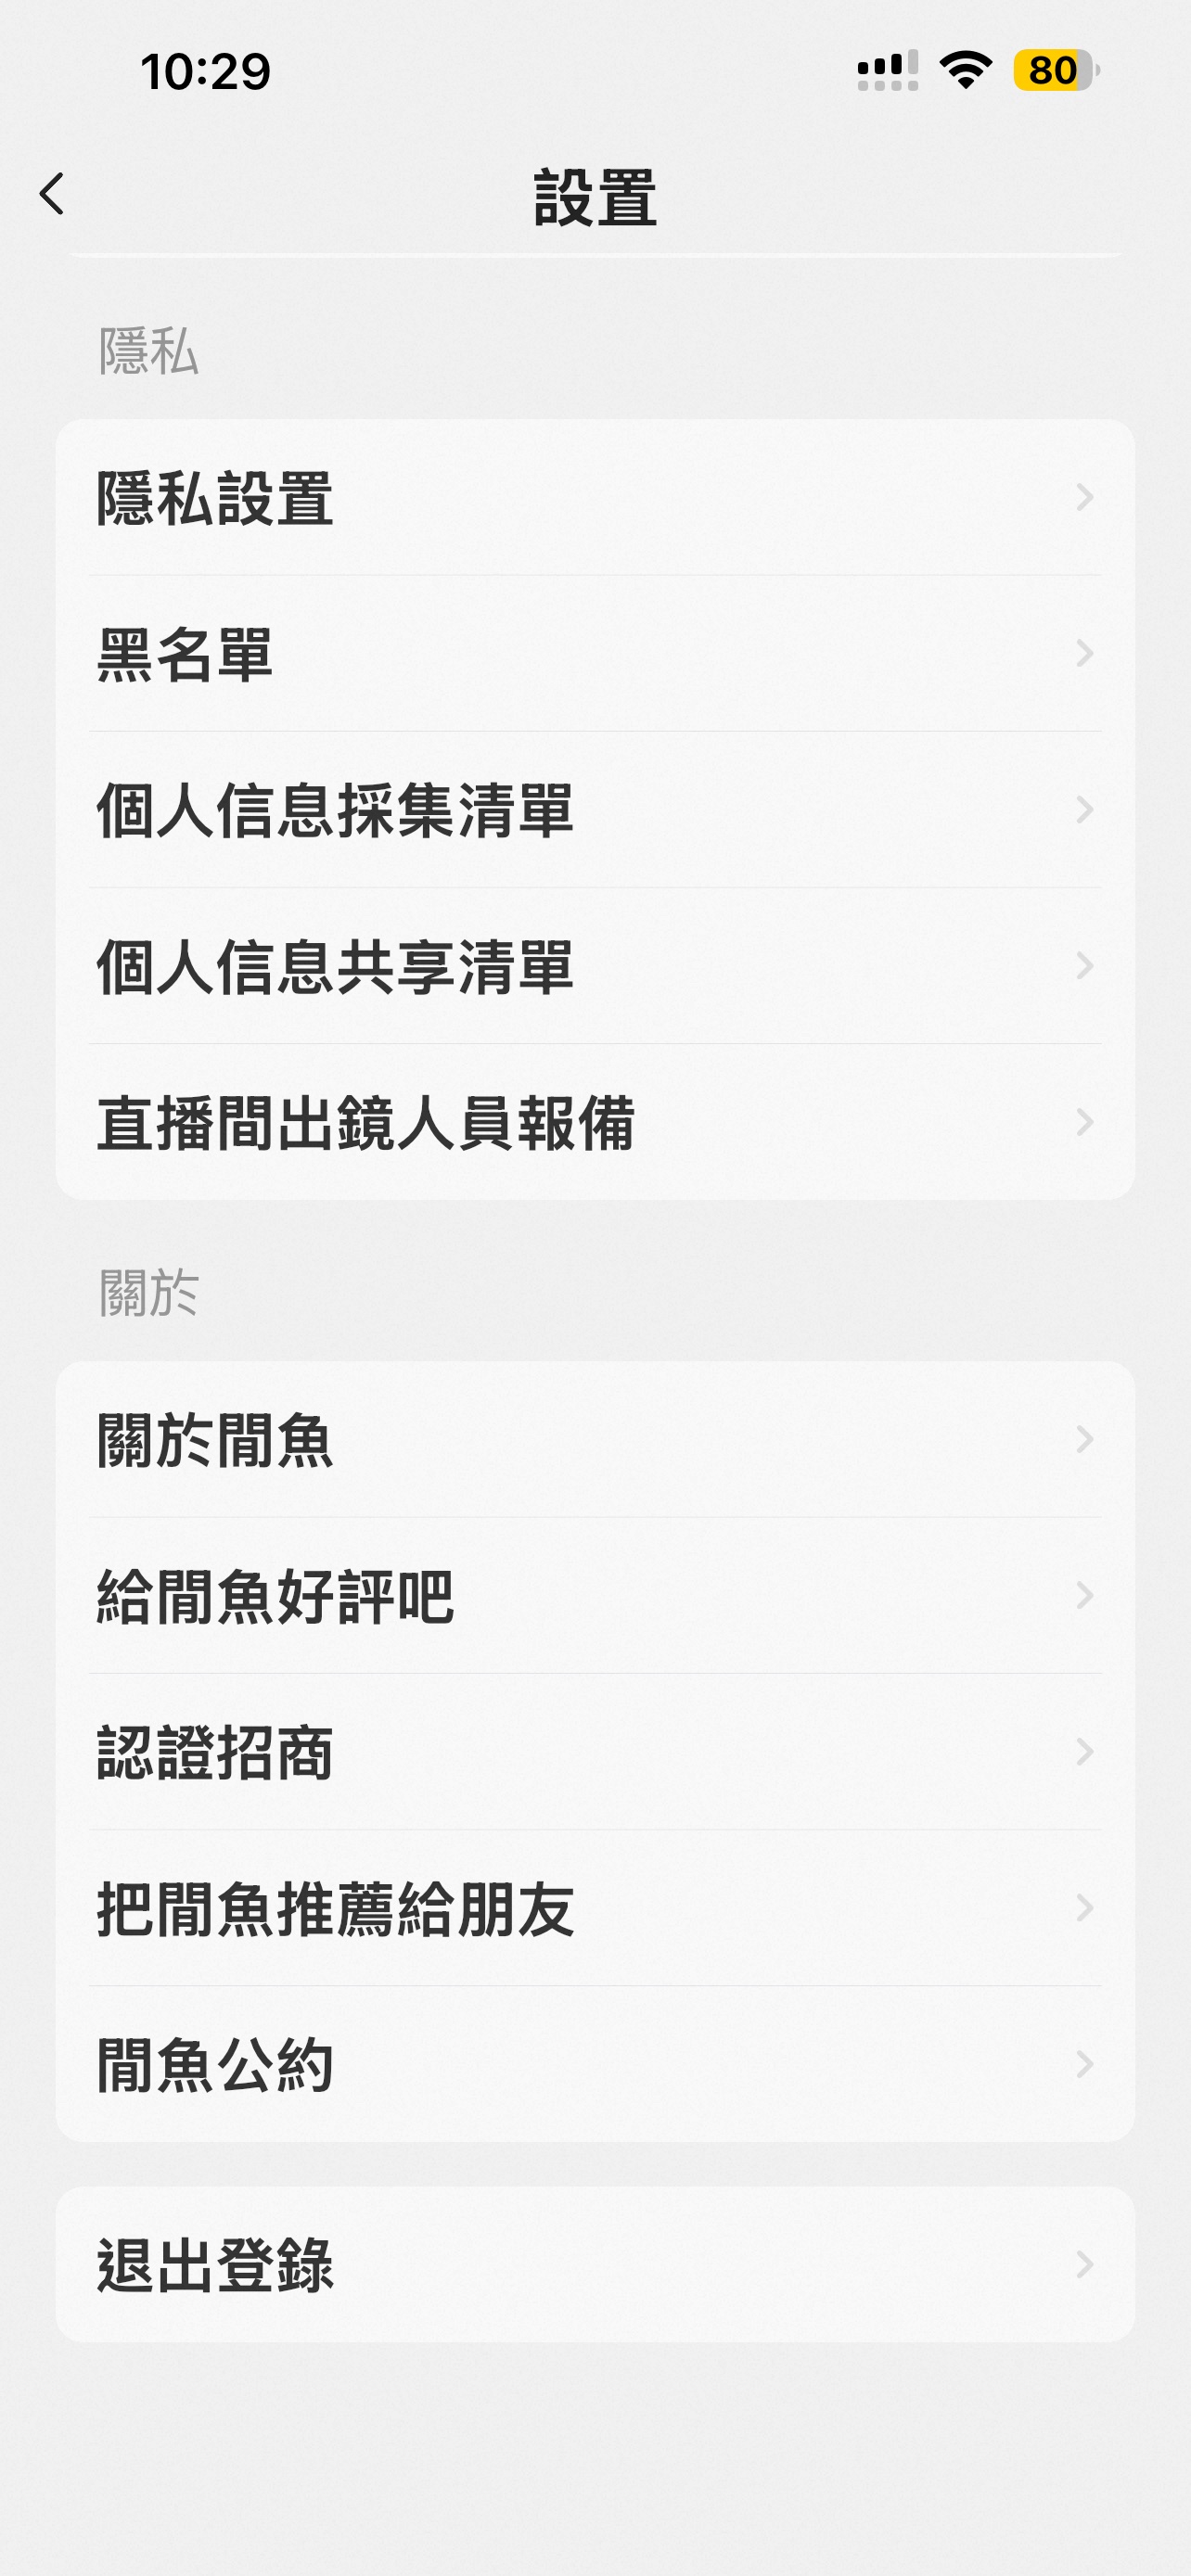 10:29
80
設置
隱私
隱私設置
黑名單
個人信息採集清單
個人信息共享清單
直播間出鏡人員報備
關於
關於閒魚
給閒魚好評吧
認證招商
把閒魚推薦給朋友
閒魚公約
退出登錄